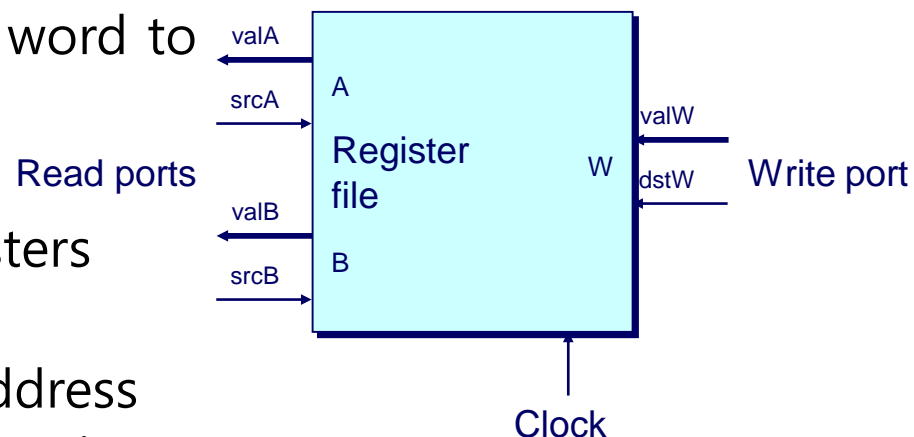 word to
valA
A
srcA
valW
Register
file
W
Read ports
dstW
Write port
valB
sters
B
srcB
ddress
Clock